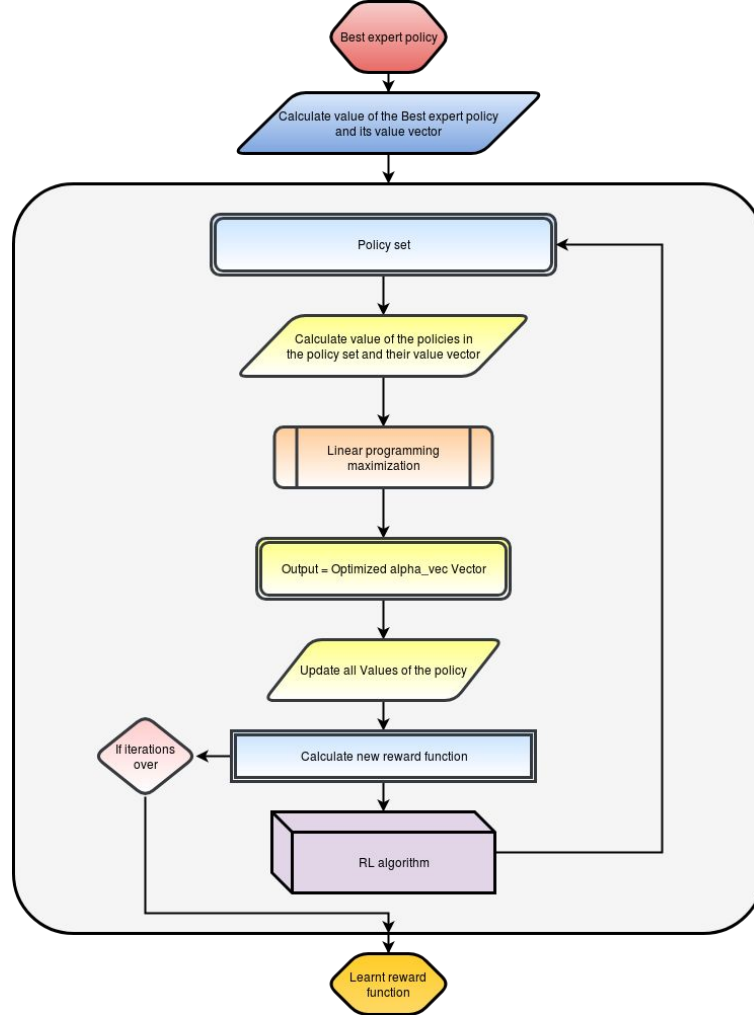 Best expert policy
Calculate value of the Best expert policy
and its value vector
Policy set
Calculate value of the policies in
the policy set and their value vector
Linear programming
maximization
Output = Optimized alpha_vec Vector
Update all Values of the policy
If iterations
over
Calculate new reward function
RL algorithm
Learnt reward
function